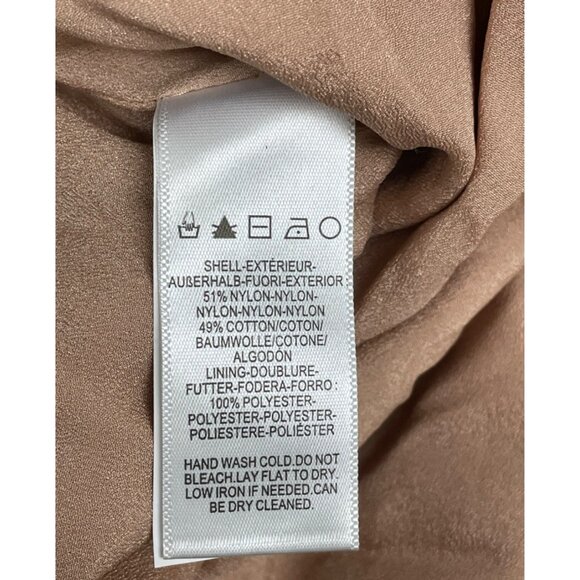 SHELL-EXTÉRIEUR-
AUßERHALB-FUORI-EXTERIOR
51% NYLON-NYLON-
NYLON-NYLON-NYLON
49% COTTON/COTON/
BAUMWOLLE/COTONE/
ALGODÓN
LINING-DOUBLURE-
FUTTER-FODERA-FORRO :
100% POLYESTER-
POLYESTER-POLYESTER-
POLIESTERE-POLIÉSTER
HAND WASH COLD.DO NOT
BLEACH.LAY FLAT TO DRY.
LOW IRON IF NEEDED.CAN
BE DRY CLEANED.